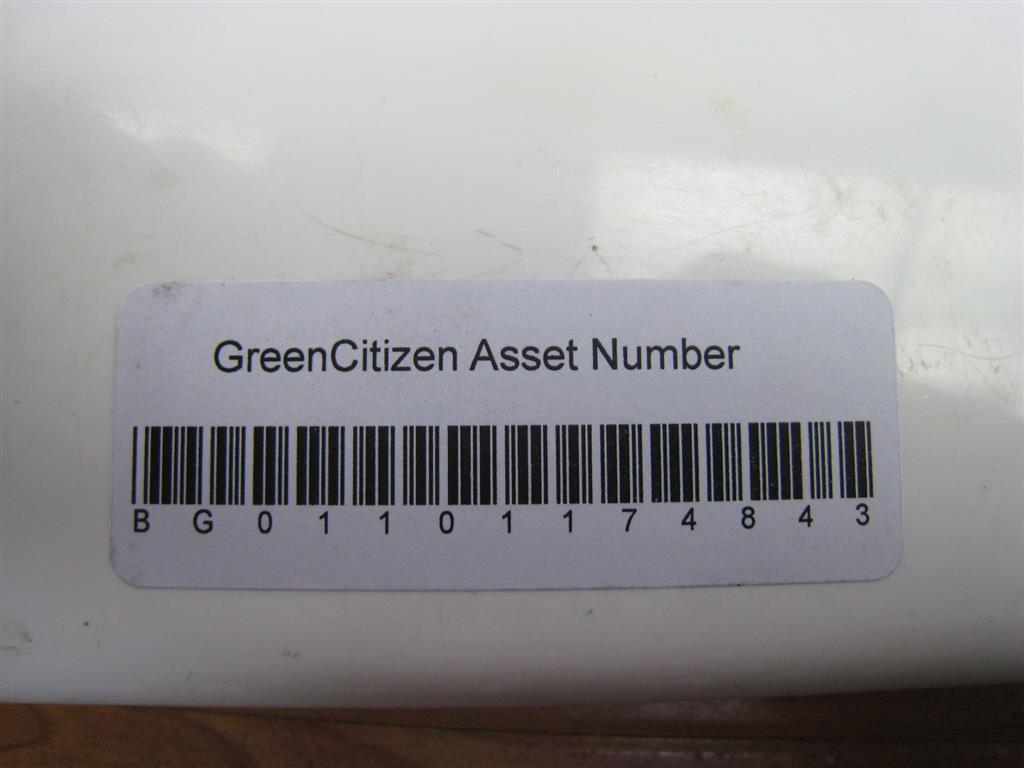 GreenCitizen Asset Number
B G 0 1 1 0 1 1 7 4 8 4 3